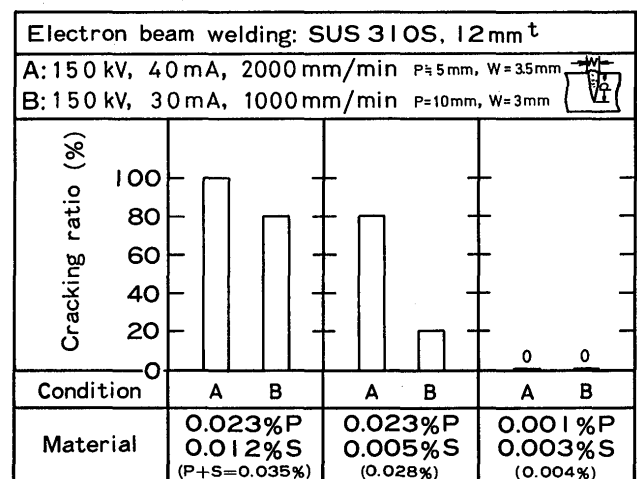 Electron beam welding: SUS 310S, 12mmᵗ
A: 150 kV, 40 mA, 2000 mm/min P≒5mm, W=3.5mm
B: 150 kV, 30 mA, 1000 mm/min P=10mm, W=3mm
W
P
Cracking ratio (%)
100
80
60
40
20
0
0 0
Condition A B A B A B
Material
0.023%P 0.023%P 0.001%P
0.012%S 0.005%S 0.003%S
(P+S=0.035%) (0.028%) (0.004%)